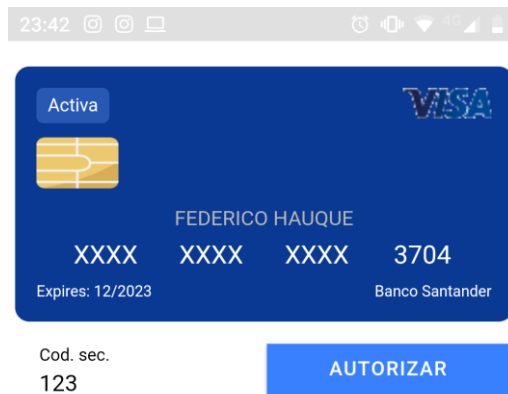 23:42 4G
Activa VISA
FEDERICO HAUQUE
XXXX XXXX XXXX 3704
Expires: 12/2023 Banco Santander
Cod. sec. AUTORIZAR
123